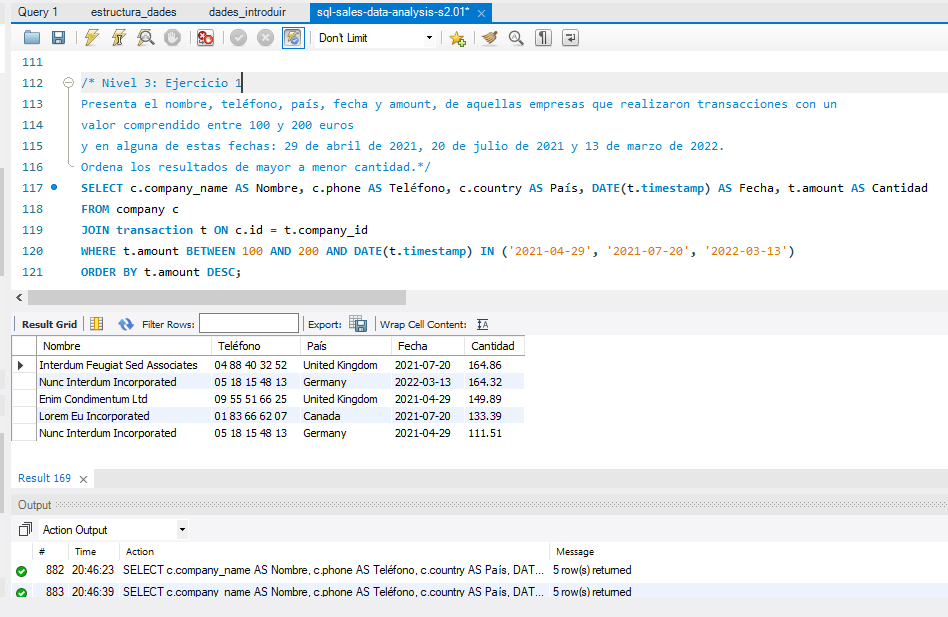 Query 1 estructura_dades dades_introduir sql-sales-data-analysis-s2.01*
Don't Limit
111
112 /* Nivel 3: Ejercicio 1
113 Presenta el nombre, teléfono, país, fecha y amount, de aquellas empresas que realizaron transacciones con un
114 valor comprendido entre 100 y 200 euros
115 y en alguna de estas fechas: 29 de abril de 2021, 20 de julio de 2021 y 13 de marzo de 2022.
116 Ordena los resultados de mayor a menor cantidad.*/
117 SELECT c.company_name AS Nombre, c.phone AS Teléfono, c.country AS País, DATE(t.timestamp) AS Fecha, t.amount AS Cantidad
118 FROM company c
119 JOIN transaction t ON c.id = t.company_id
120 WHERE t.amount BETWEEN 100 AND 200 AND DATE(t.timestamp) IN ('2021-04-29', '2021-07-20', '2022-03-13')
121 ORDER BY t.amount DESC;
Result Grid Filter Rows: Export: Wrap Cell Content:
Nombre Teléfono País Fecha Cantidad
Interdum Feugiat Sed Associates 04 88 40 32 52 United Kingdom 2021-07-20 164.86
Nunc Interdum Incorporated 05 18 15 48 13 Germany 2022-03-13 164.32
Enim Condimentum Ltd 09 55 51 66 25 United Kingdom 2021-04-29 149.89
Lorem Eu Incorporated 01 83 66 62 07 Canada 2021-07-20 133.39
Nunc Interdum Incorporated 05 18 15 48 13 Germany 2021-04-29 111.51
Result 169
Output
Action Output
# Time Action Message
882 20:46:23 SELECT c.company_name AS Nombre, c.phone AS Teléfono, c.country AS País, DAT... 5 row(s) returned
883 20:46:39 SELECT c.company_name AS Nombre, c.phone AS Teléfono, c.country AS País, DAT... 5 row(s) returned